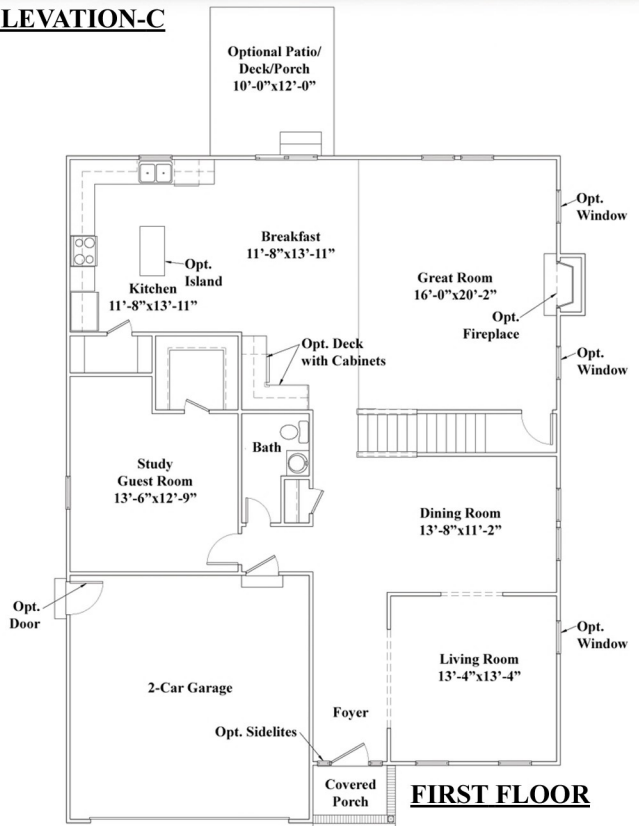 LEVATION-C
Optional Patio/
Deck/Porch
10’-0”x12’-0”
Opt.
Window
Breakfast
11’-8”x13’-11”
Opt.
Island
Kitchen
11’-8”x13’-11”
Great Room
16’-0”x20’-2”
Opt.
Fireplace
Opt. Deck
with Cabinets
Opt.
Window
Bath
Study
Guest Room
13’-6”x12’-9”
Dining Room
13’-8”x11’-2”
Opt.
Door
Opt.
Window
Living Room
13’-4”x13’-4”
2-Car Garage
Foyer
Opt. Sidelites
Covered
Porch
FIRST FLOOR